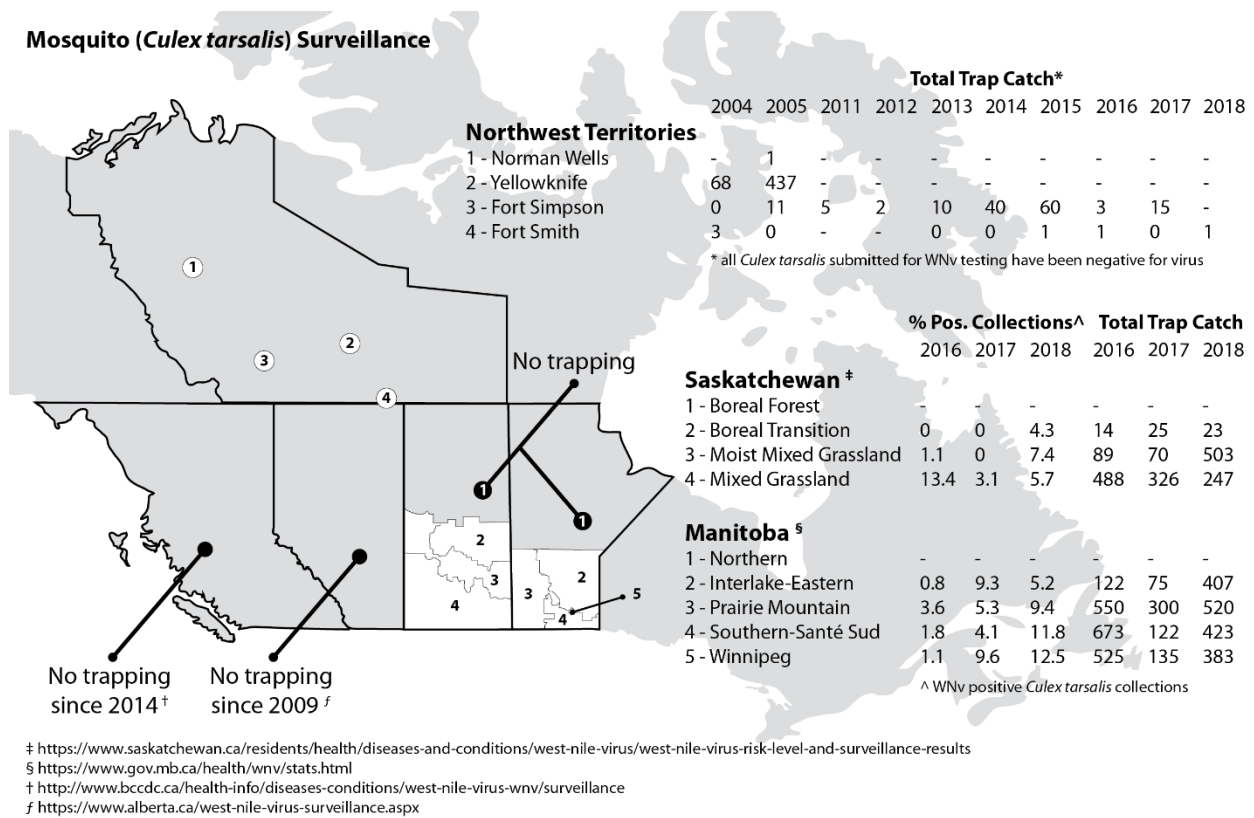 Mosquito (Culex tarsalis) Surveillance
Total Trap Catch*
2004 2005 2011 2012 2013 2014 2015 2016 2017 2018
Northwest Territories
1 - Norman Wells - 1 - - - - - - - -
2 - Yellowknife 68 437 - - - - - - - -
3 - Fort Simpson 0 11 5 2 10 40 60 3 15 -
4 - Fort Smith 3 0 - - 0 0 1 1 0 1
* all Culex tarsalis submitted for WNv testing have been negative for virus
1
2
3
4
No trapping
% Pos. Collections^ Total Trap Catch
2016 2017 2018 2016 2017 2018
Saskatchewan ‡
1 - Boreal Forest - - - - - -
2 - Boreal Transition 0 0 4.3 14 25 23
3 - Moist Mixed Grassland 1.1 0 7.4 89 70 503
4 - Mixed Grassland 13.4 3.1 5.7 488 326 247
Manitoba §
1 - Northern - - - - - -
2 - Interlake-Eastern 0.8 9.3 5.2 122 75 407
3 - Prairie Mountain 3.6 5.3 9.4 550 300 520
4 - Southern-Santé Sud 1.8 4.1 11.8 673 122 423
5 - Winnipeg 1.1 9.6 12.5 525 135 383
^ WNv positive Culex tarsalis collections
1
1
2
3
4
2
3
4
5
No trapping
since 2014 †
No trapping
since 2009 ƒ
‡ https://www.saskatchewan.ca/residents/health/diseases-and-conditions/west-nile-virus/west-nile-virus-risk-level-and-surveillance-results
§ https://www.gov.mb.ca/health/wnv/stats.html
† http://www.bccdc.ca/health-info/diseases-conditions/west-nile-virus-wnv/surveillance
ƒ https://www.alberta.ca/west-nile-virus-surveillance.aspx